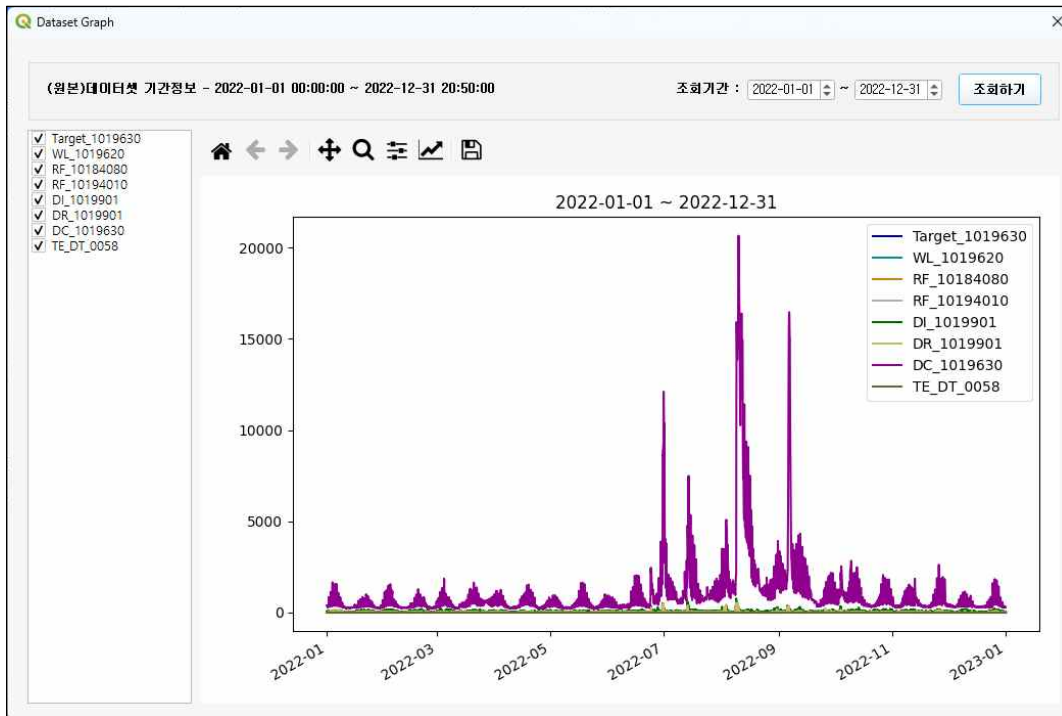 Dataset Graph
(원본)데이터셋 기간정보 - 2022-01-01 00:00:00 ~ 2022-12-31 20:50:00
조회기간 : 2022-01-01 ~ 2022-12-31 조회하기
Target_1019630
WL_1019620
RF_10184080
RF_10194010
DI_1019901
DR_1019901
DC_1019630
TE_DT_0058
2022-01-01 ~ 2022-12-31
Target_1019630
WL_1019620
RF_10184080
RF_10194010
DI_1019901
DR_1019901
DC_1019630
TE_DT_0058
20000
15000
10000
5000
0
2022-01 2022-03 2022-05 2022-07 2022-09 2022-11 2023-01